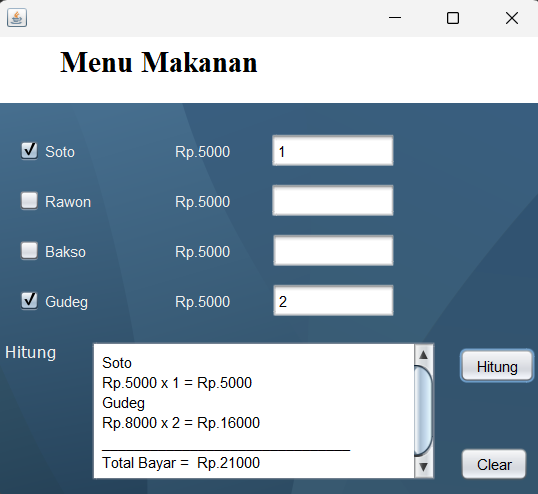 Menu Makanan
Soto Rp.5000 1
Rawon Rp.5000
Bakso Rp.5000
Gudeg Rp.5000 2
Hitung
Soto
Rp.5000 x 1 = Rp.5000
Gudeg
Rp.8000 x 2 = Rp.16000
Total Bayar = Rp.21000
Hitung
Clear